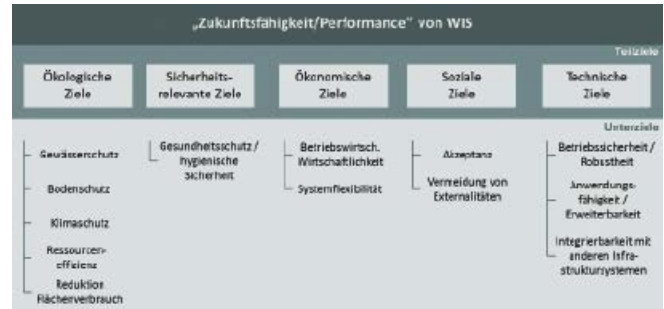 „Zukunftsfähigkeit/Performance“ von WIS
Teilziele
Ökologische
Ziele
Sicherheits-
relevante Ziele
Ökonomische
Ziele
Soziale
Ziele
Technische
Ziele
Unterziele
Gewässerschutz
Bodenschutz
Klimaschutz
Ressourcen-
effizienz
Reduktion
Flächenverbrauch
Gesundheitsschutz /
hygienische
Sicherheit
Betriebswirtsch.
Wirtschaftlichkeit
Systemflexibilität
Akzeptanz
Vermeidung von
Externalitäten
Betriebssicherheit /
Robustheit
Anwendungs-
fähigkeit /
Erweiterbarkeit
Integrierbarkeit mit
anderen Infra-
struktursystemen